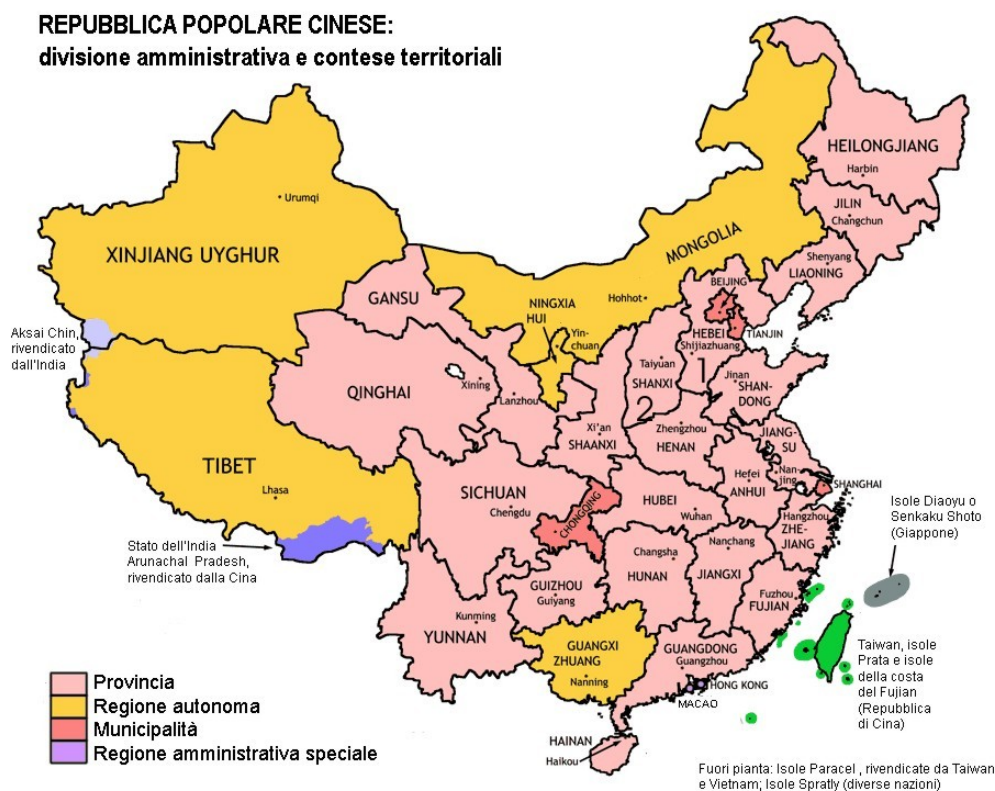 REPUBBLICA POPOLARE CINESE:
divisione amministrativa e contese territoriali
HEILONGJIANG
Harbin
JILIN
Changchun
Urumqi
XINJIANG UYGHUR
MONGOLIA
Shenyang
LIAONING
GANSU
BEIJING
NINGXIA
HUI
Hohhot
Yin-
chuan
HEBEI
TIANJIN
Shijiazhuang
1
Aksai Chin,
rivendicato
dall'India
Taiyuan
SHANXI
2
Jinan
SHAN-
DONG
QINGHAI
Xining
Lanzhou
Xi'an
SHAANXI
Zhengzhou
HENAN
JIANG-
SU
TIBET
Lhasa
SICHUAN
Chengdu
CHONGQING
HUBEI
Wuhan
Hefei
ANHUI
Nan-
jing
SHANGHAI
Hangzhou
ZHE-
JIANG
Isole Diaoyu o
Senkaku Shoto
(Giappone)
Stato dell'India
Arunachal Pradesh,
rivendicato dalla Cina
Changsha
HUNAN
Nanchang
JIANGXI
GUIZHOU
Guiyang
Fuzhou
FUJIAN
Kunming
YUNNAN
GUANGXI
ZHUANG
Nanning
GUANGDONG
Guangzhou
HONG KONG
MACAO
Taiwan, isole
Prata e isole
della costa
del Fujian
(Repubblica
di Cina)
Provincia
Regione autonoma
Municipalità
Regione amministrativa speciale
HAINAN
Haikou
Fuori pianta: Isole Paracel , rivendicate da Taiwan
e Vietnam; Isole Spratly (diverse nazioni)